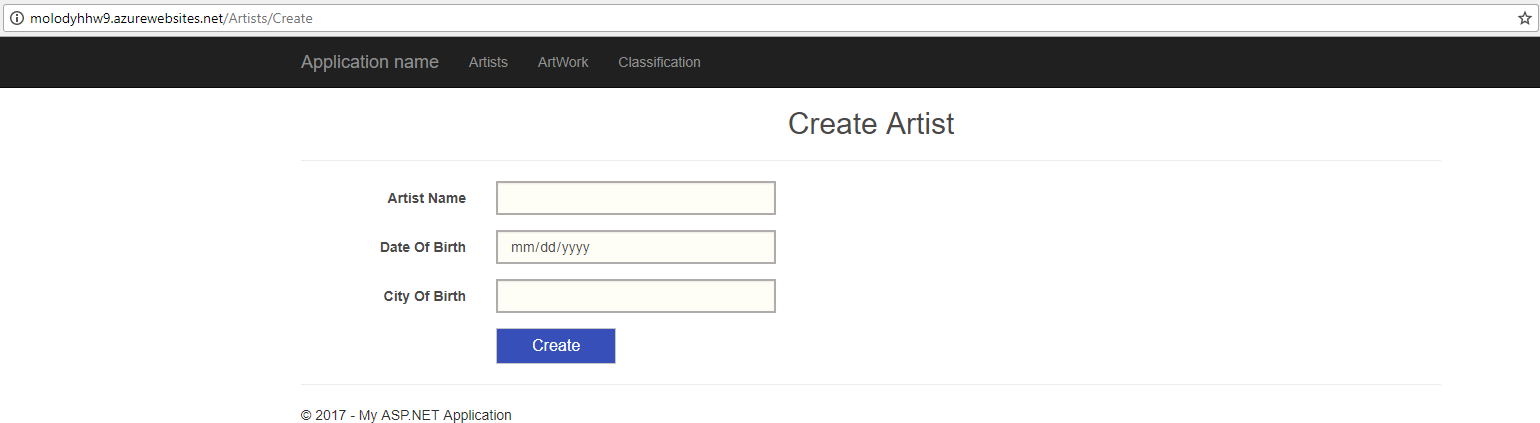 molodyhhw9.azurewebsites.net/Artists/Create
Application name Artists ArtWork Classification
Create Artist
Artist Name
Date Of Birth mm/dd/yyyy
City Of Birth
Create
© 2017 - My ASP.NET Application